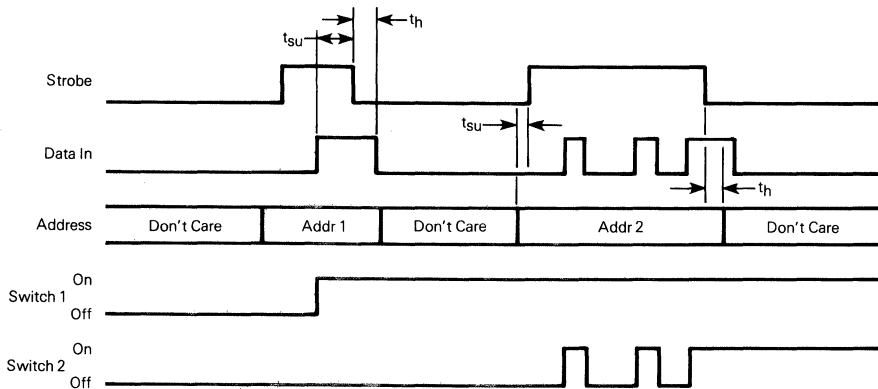 th
tsu
Strobe
tsu
Data In
th
Address Don't Care Addr 1 Don't Care Addr 2 Don't Care
On
Switch 1
Off
On
Switch 2
Off